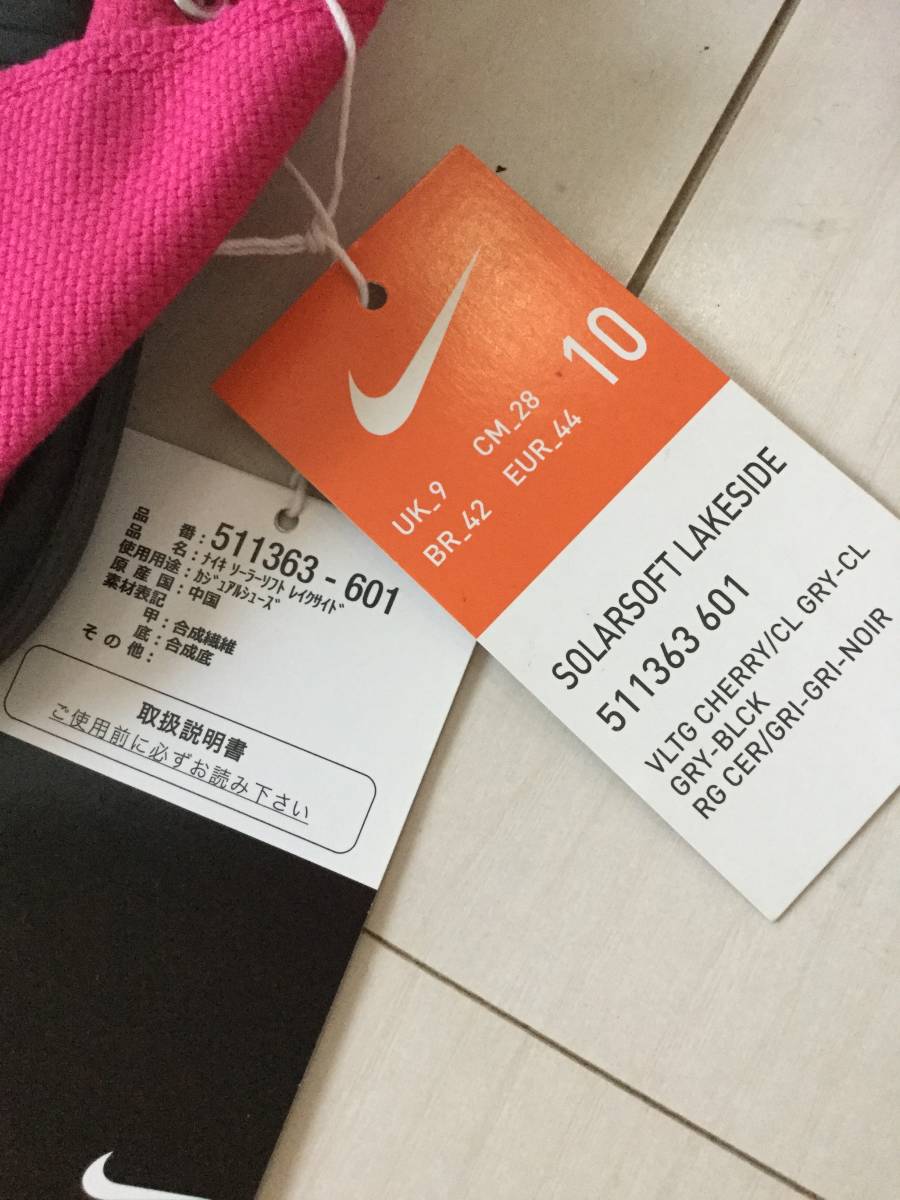 10
CM_28
UK_9
EUR_44
BR_42
SOLARSOFT LAKESIDE
511363 601
VLTG CHERRY/CL GRY-CL
GRY-BLCK
RG CER/GRI-GRI-NOIR
品 番:511363-601
品 名:ナイキ ソーラーソフト レイクサイド
使用用途:カジュアルシューズ
原産国:中国
素材表記
甲:合成繊維
底:合成底
その他:
取扱説明書
ご使用前に必ずお読み下さい